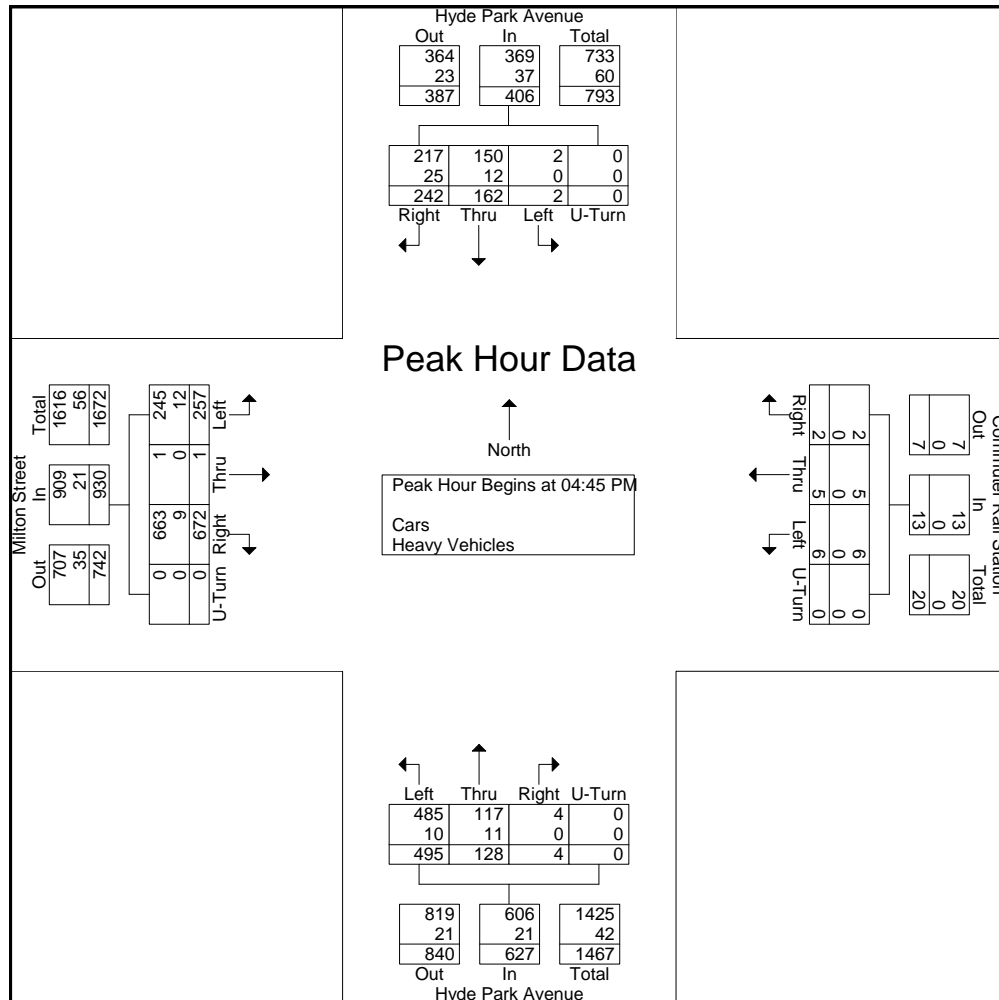 Hyde Park Avenue
Out In Total
364 369 733
23 37 60
387 406 793
217 150 2 0
25 12 0 0
242 162 2 0
Right Thru Left U-Turn
Peak Hour Data
North
Peak Hour Begins at 04:45 PM
Cars
Heavy Vehicles
Milton Street
Out In Total
707 909 1616
35 21 56
742 930 1672
0 663 1 245
0 9 0 12
0 672 1 257
U-Turn Right Thru Left
Commuter Rail Station
Out In Total
7 13 20
0 0 0
7 13 20
2 5 6 0
0 0 0 0
2 5 6 0
Right Thru Left U-Turn
Left Thru Right U-Turn
485 117 4 0
10 11 0 0
495 128 4 0
819 606 1425
21 21 42
840 627 1467
Out In Total
Hyde Park Avenue